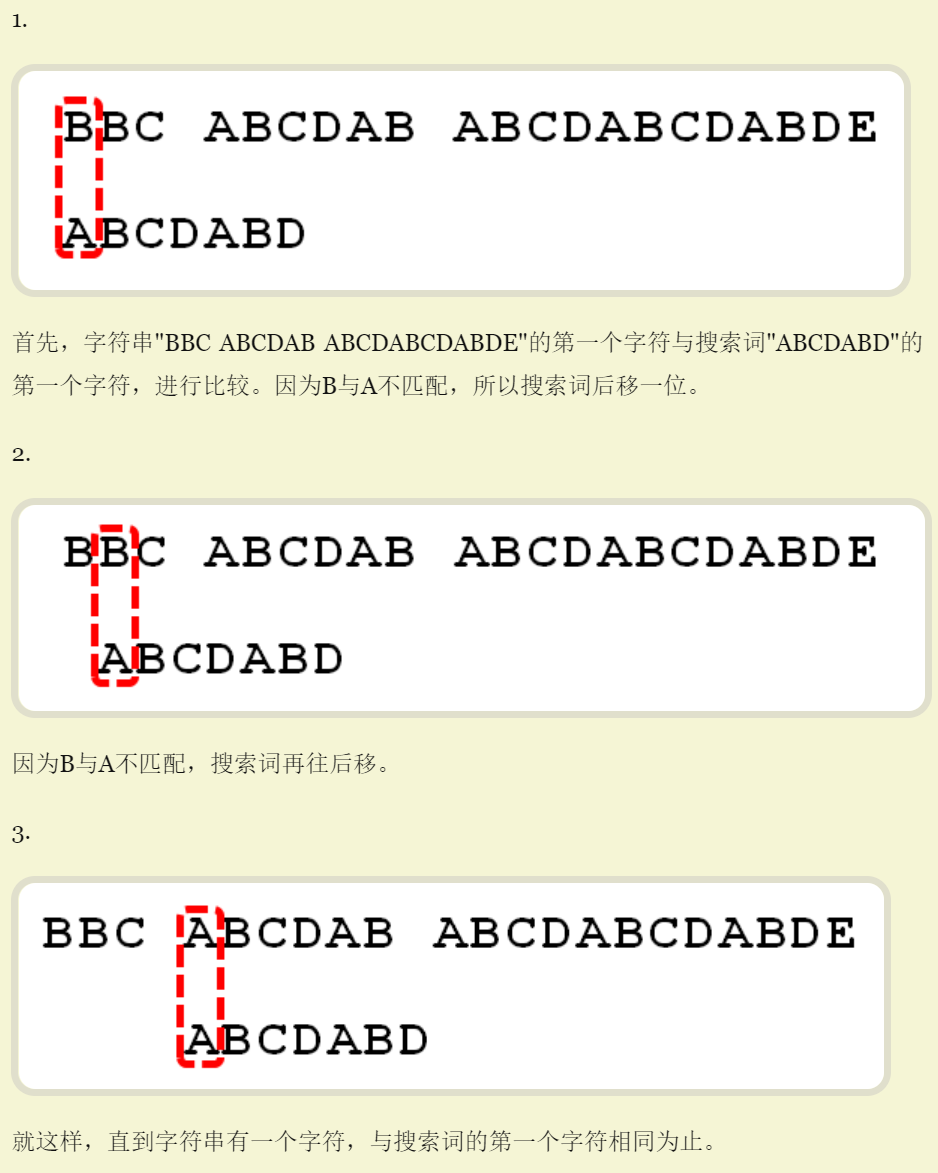 1.
BBC ABCDAB ABCDABCDABDE
ABCDABD
首先，字符串"BBC ABCDAB ABCDABCDABDE"的第一个字符与搜索词"ABCDABD"的
第一个字符，进行比较。因为B与A不匹配，所以搜索词后移一位。
2.
BBC ABCDAB ABCDABCDABDE
ABCDABD
因为B与A不匹配，搜索词再往后移。
3.
BBC ABCDAB ABCDABCDABDE
ABCDABD
就这样，直到字符串有一个字符，与搜索词的第一个字符相同为止。